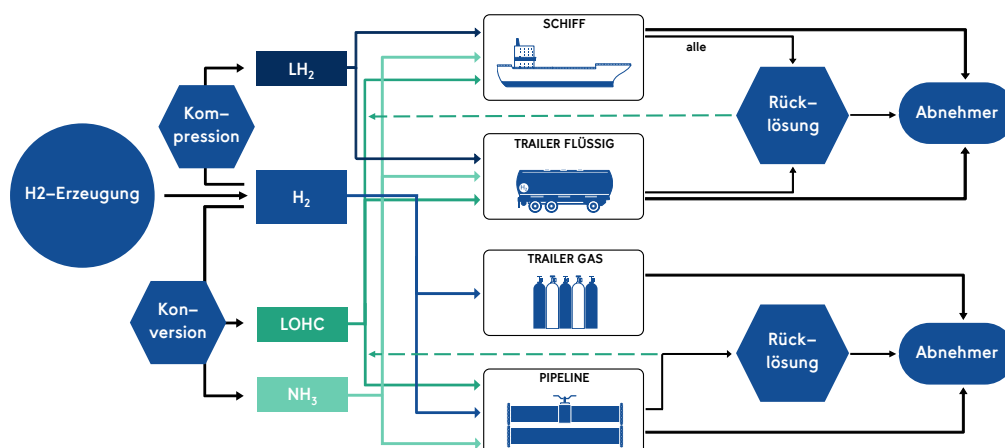 SCHIFF
alle
LH₂
Kom–
pression
Rück–
lösung
Abnehmer
TRAILER FLÜSSIG
H₂
H2–Erzeugung
H₂
TRAILER GAS
Kon–
version
LOHC
Rück–
lösung
Abnehmer
NH₃
PIPELINE